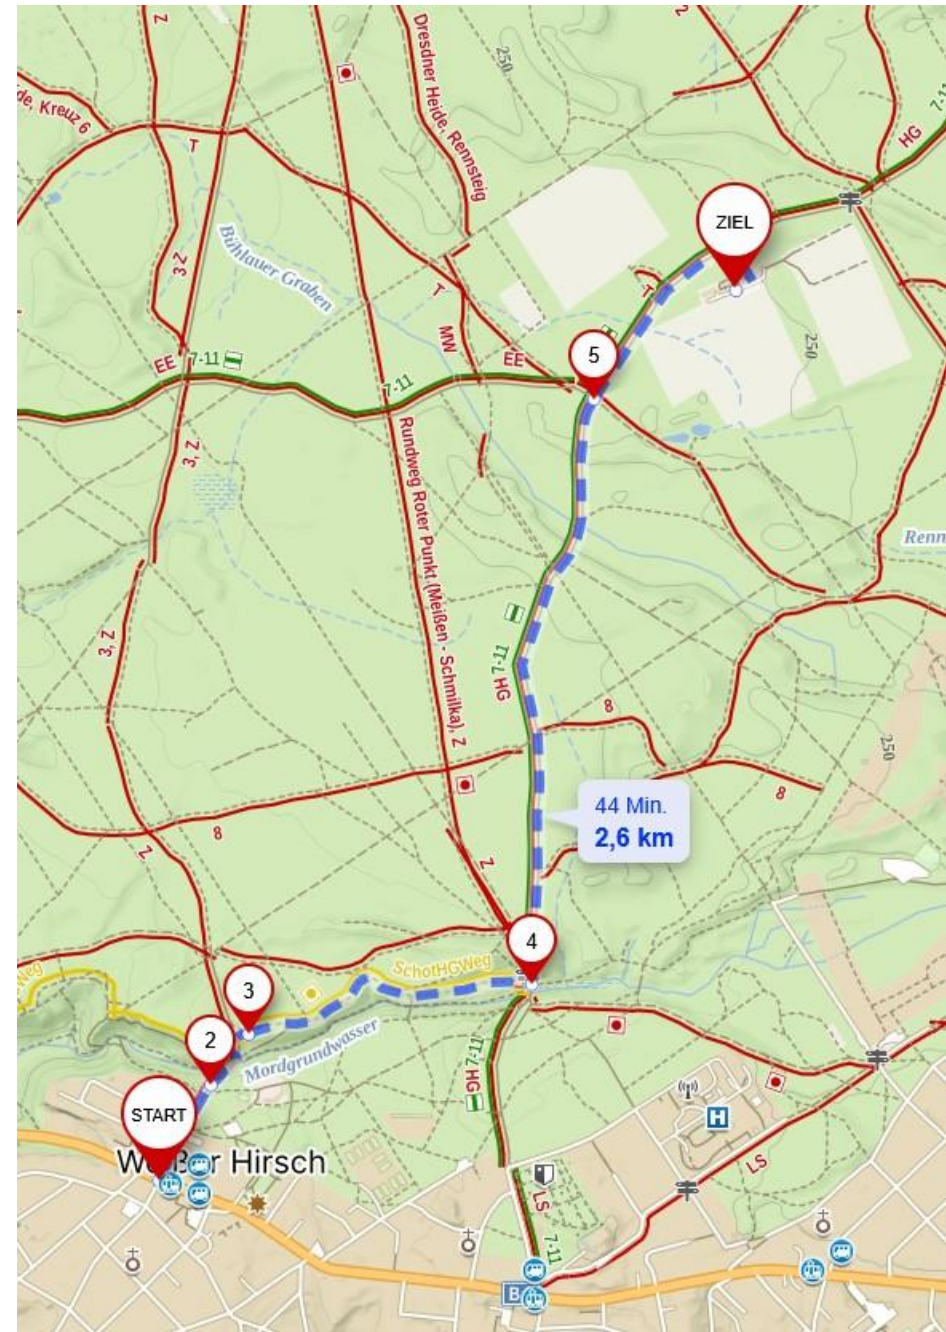 Z
Z
Z
Dresdner Heide, Rennsteig
250
de, Kreuz 6
T
7-11
HG
ZIEL
Bühlauer Graben
3 Z
T
T
MW
250
EE
7-11
EE
5
7-11
3, Z
Rundweg Roter Punkt (Meißen - Schmilka), Z
Renn
3, Z
7-11
HG
8
250
44 Min.
2,6 km
8
8
Z
Z
4
SchotHGWeg
Weg
3
2
Mordgrundwasser
7-11
HG
START
H
Hirsch
LS
LS
7-11
B